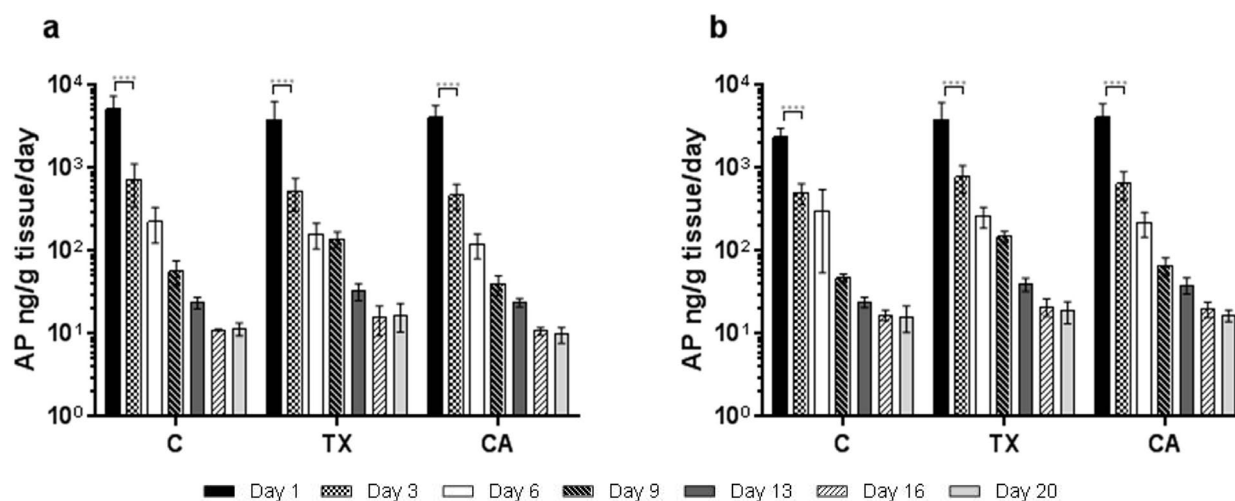 a
b
**** **** ****
**** **** ****
AP ng/g tissue/day
10⁴
10³
10²
10¹
10⁰
C TX CA
AP ng/g tissue/day
10⁴
10³
10²
10¹
10⁰
C TX CA
Day 1 Day 3 Day 6 Day 9 Day 13 Day 16 Day 20